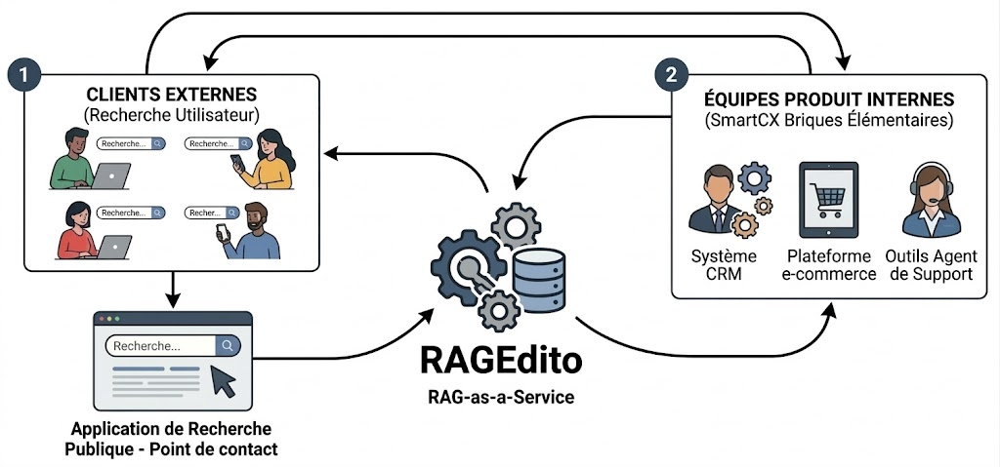 1
CLIENTS EXTERNES
(Recherche Utilisateur)
Recherche...
Recherche...
Recherche...
Recher...
Recherche...
Application de Recherche
Publique - Point de contact
RAGEdito
RAG-as-a-Service
2
ÉQUIPES PRODUIT INTERNES
(SmartCX Briques Élémentaires)
Système
CRM
Plateforme
e-commerce
Outils Agent
de Support